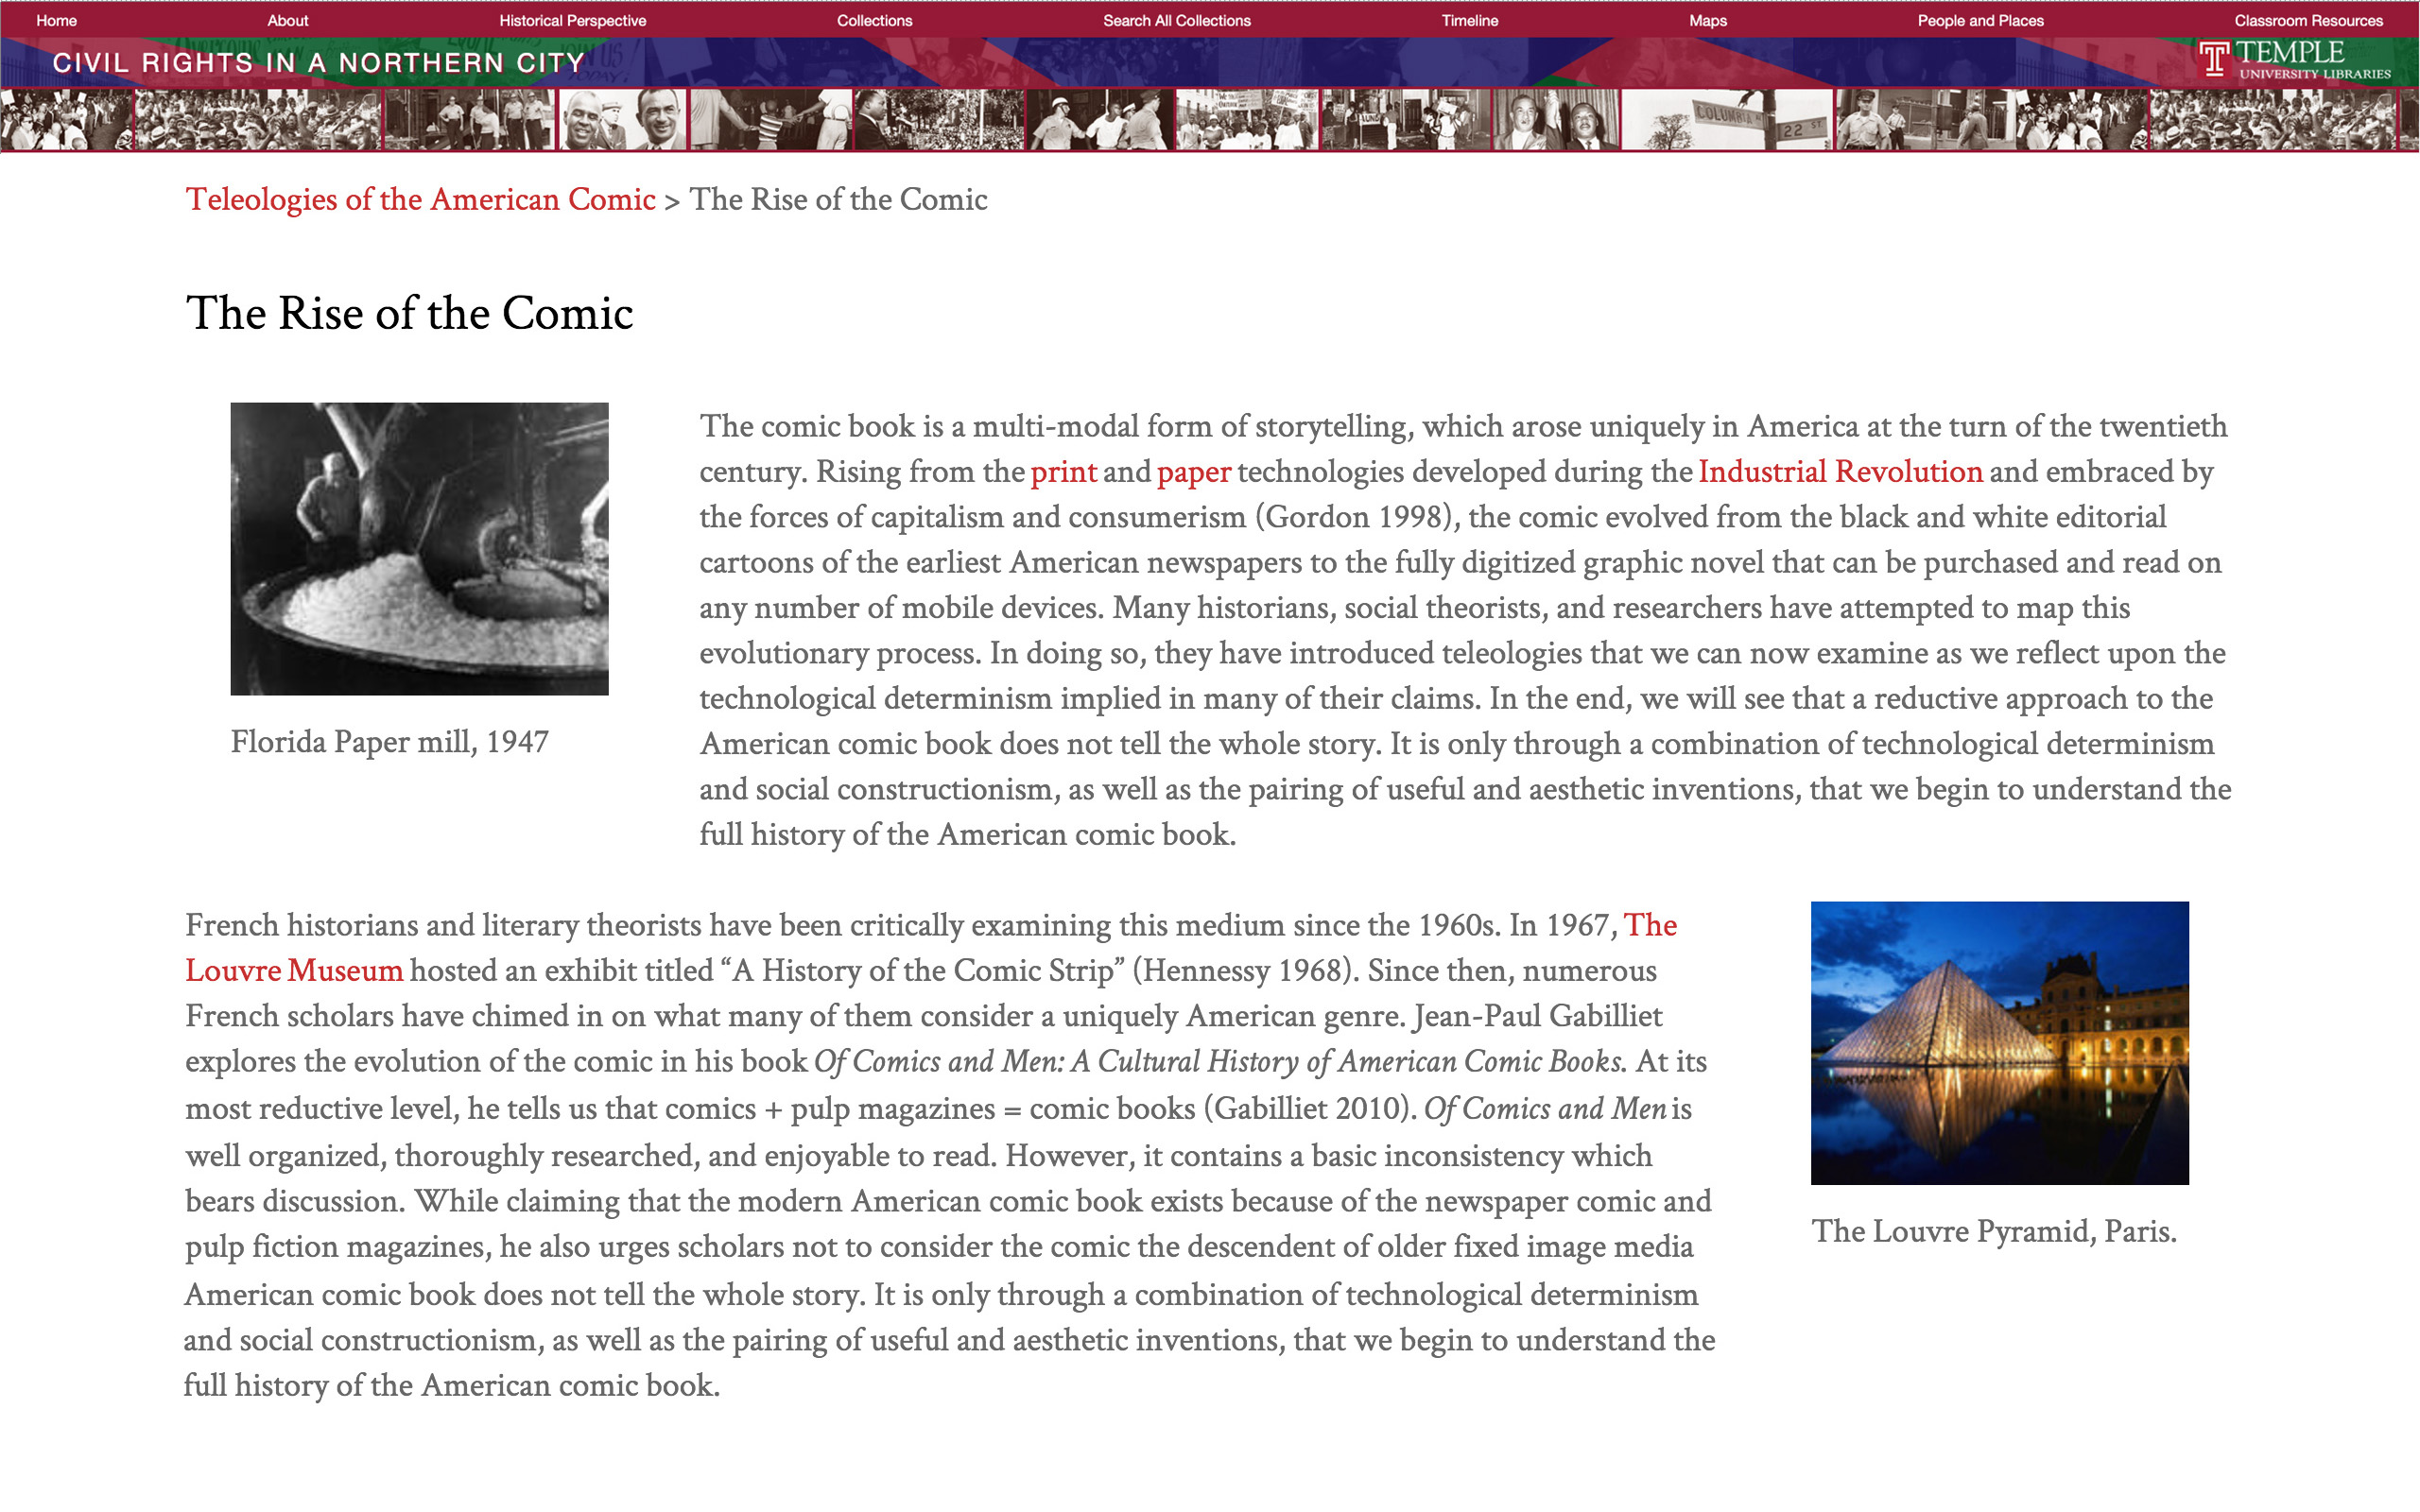 Home About Historical Perspective Collections Search All Collections Timeline Maps People and Places Classroom Resources
CIVIL RIGHTS IN A NORTHERN CITY
TEMPLE
UNIVERSITY LIBRARIES
COLUMBIA
22 ST
Teleologies of the American Comic > The Rise of the Comic
The Rise of the Comic
Florida Paper mill, 1947
The comic book is a multi-modal form of storytelling, which arose uniquely in America at the turn of the twentieth
century. Rising from the print and paper technologies developed during the Industrial Revolution and embraced by
the forces of capitalism and consumerism (Gordon 1998), the comic evolved from the black and white editorial
cartoons of the earliest American newspapers to the fully digitized graphic novel that can be purchased and read on
any number of mobile devices. Many historians, social theorists, and researchers have attempted to map this
evolutionary process. In doing so, they have introduced teleologies that we can now examine as we reflect upon the
technological determinism implied in many of their claims. In the end, we will see that a reductive approach to the
American comic book does not tell the whole story. It is only through a combination of technological determinism
and social constructionism, as well as the pairing of useful and aesthetic inventions, that we begin to understand the
full history of the American comic book.
French historians and literary theorists have been critically examining this medium since the 1960s. In 1967, The
Louvre Museum hosted an exhibit titled “A History of the Comic Strip” (Hennessy 1968). Since then, numerous
French scholars have chimed in on what many of them consider a uniquely American genre. Jean-Paul Gabilliet
explores the evolution of the comic in his book Of Comics and Men: A Cultural History of American Comic Books. At its
most reductive level, he tells us that comics + pulp magazines = comic books (Gabilliet 2010). Of Comics and Men is
well organized, thoroughly researched, and enjoyable to read. However, it contains a basic inconsistency which
bears discussion. While claiming that the modern American comic book exists because of the newspaper comic and
pulp fiction magazines, he also urges scholars not to consider the comic the descendent of older fixed image media
American comic book does not tell the whole story. It is only through a combination of technological determinism
and social constructionism, as well as the pairing of useful and aesthetic inventions, that we begin to understand the
full history of the American comic book.
The Louvre Pyramid, Paris.